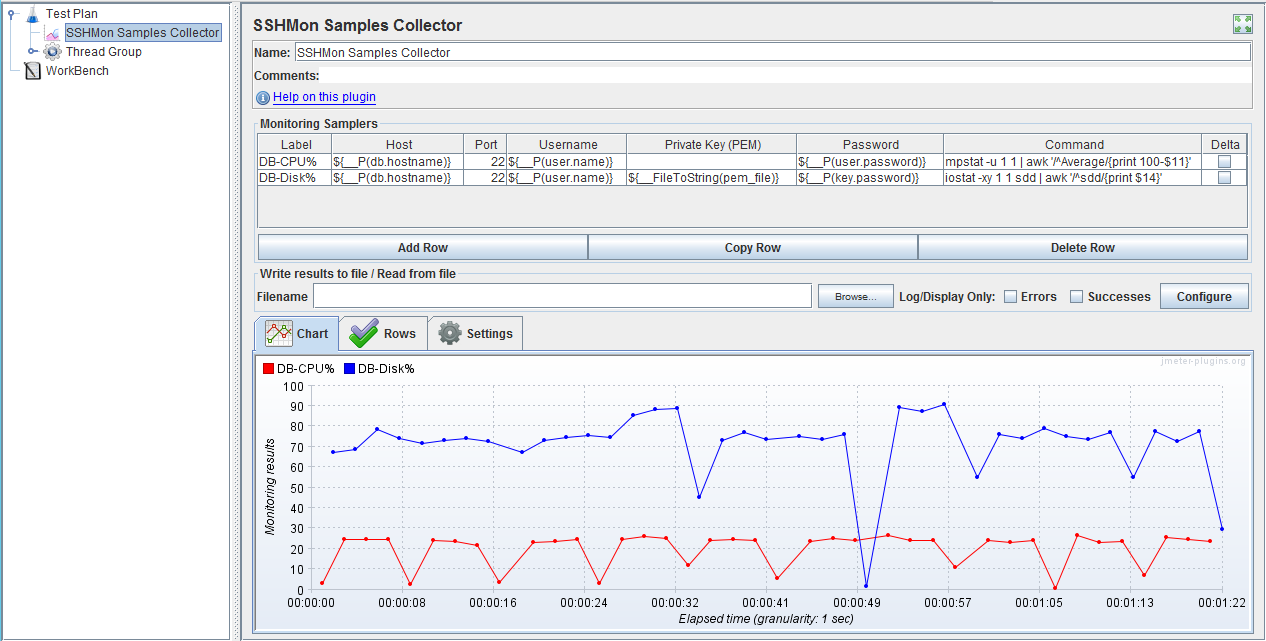 Test Plan
SSHMon Samples Collector
Thread Group
WorkBench
SSHMon Samples Collector
Name: SSHMon Samples Collector
Comments:
Help on this plugin
Monitoring Samplers
Label Host Port Username Private Key (PEM) Password Command Delta
DB-CPU% ${__P(db.hostname)} 22 ${__P(user.name)} ${__P(user.password)} mpstat -u 1 1 | awk '/^Average/{print 100-$11}'
DB-Disk% ${__P(db.hostname)} 22 ${__P(user.name)} ${__FileToString(pem_file)} ${__P(key.password)} iostat -xy 1 1 sdd | awk '/^sdd/{print $14}'
Add Row Copy Row Delete Row
Write results to file / Read from file
Filename Browse... Log/Display Only: Errors Successes Configure
Chart Rows Settings
jmeter-plugins.org
DB-CPU% DB-Disk%
100
90
80
70
60
50
40
30
20
10
0
Monitoring results
00:00:00 00:00:08 00:00:16 00:00:24 00:00:32 00:00:41 00:00:49 00:00:57 00:01:05 00:01:13 00:01:22
Elapsed time (granularity: 1 sec)